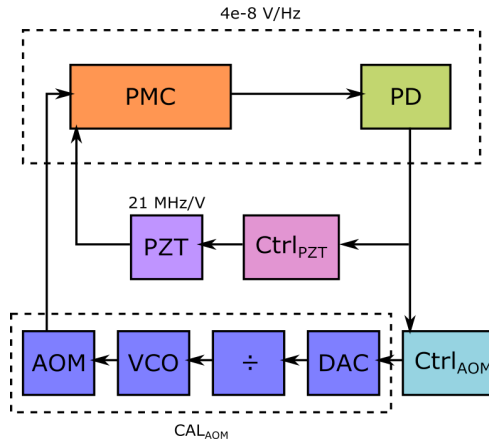 4e-8 V/Hz
PMC
PD
21 MHz/V
PZT
Ctrl_PZT
AOM
VCO
÷
DAC
Ctrl_AOM
CAL_AOM